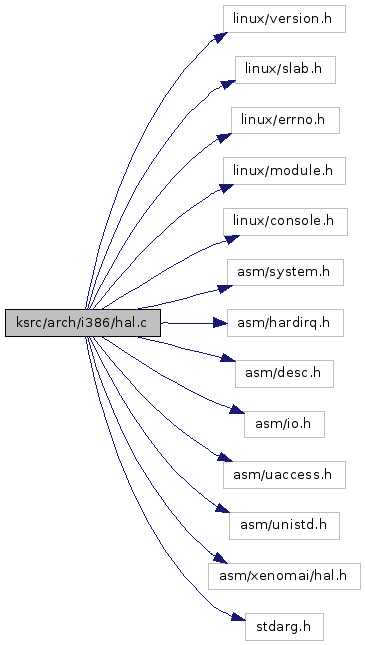 linux/version.h
linux/slab.h
linux/errno.h
linux/module.h
linux/console.h
asm/system.h
ksrc/arch/i386/hal.c
asm/hardirq.h
asm/desc.h
asm/io.h
asm/uaccess.h
asm/unistd.h
asm/xenomai/hal.h
stdarg.h